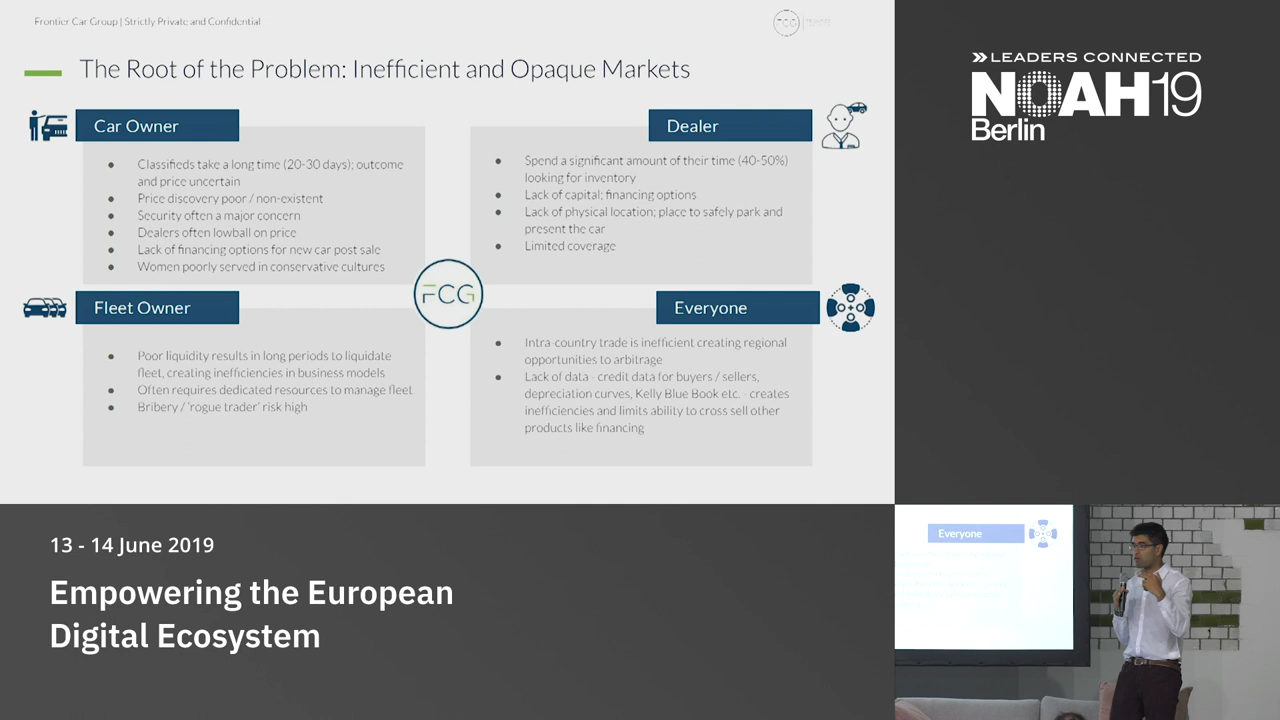 Frontier Car Group | Strictly Private and Confidential
FCG
The Root of the Problem: Inefficient and Opaque Markets
Car Owner
● Classifieds take a long time (20-30 days); outcome
and price uncertain
● Price discovery poor / non-existent
● Security often a major concern
● Dealers often lowball on price
● Lack of financing options for new car post sale
● Women poorly served in conservative cultures
Dealer
● Spend a significant amount of their time (40-50%)
looking for inventory
● Lack of capital; financing options
● Lack of physical location; place to safely park and
present the car
● Limited coverage
FCG
Fleet Owner
● Poor liquidity results in long periods to liquidate
fleet, creating inefficiencies in business models
● Often requires dedicated resources to manage fleet
● Bribery / 'rogue trader' risk high
Everyone
● Intra-country trade is inefficient creating regional
opportunities to arbitrage
● Lack of data - credit data for buyers / sellers,
depreciation curves, Kelly Blue Book etc. - creates
inefficiencies and limits ability to cross sell other
products like financing
LEADERS CONNECTED
NOAH19
Berlin
13 - 14 June 2019
Empowering the European
Digital Ecosystem
Everyone